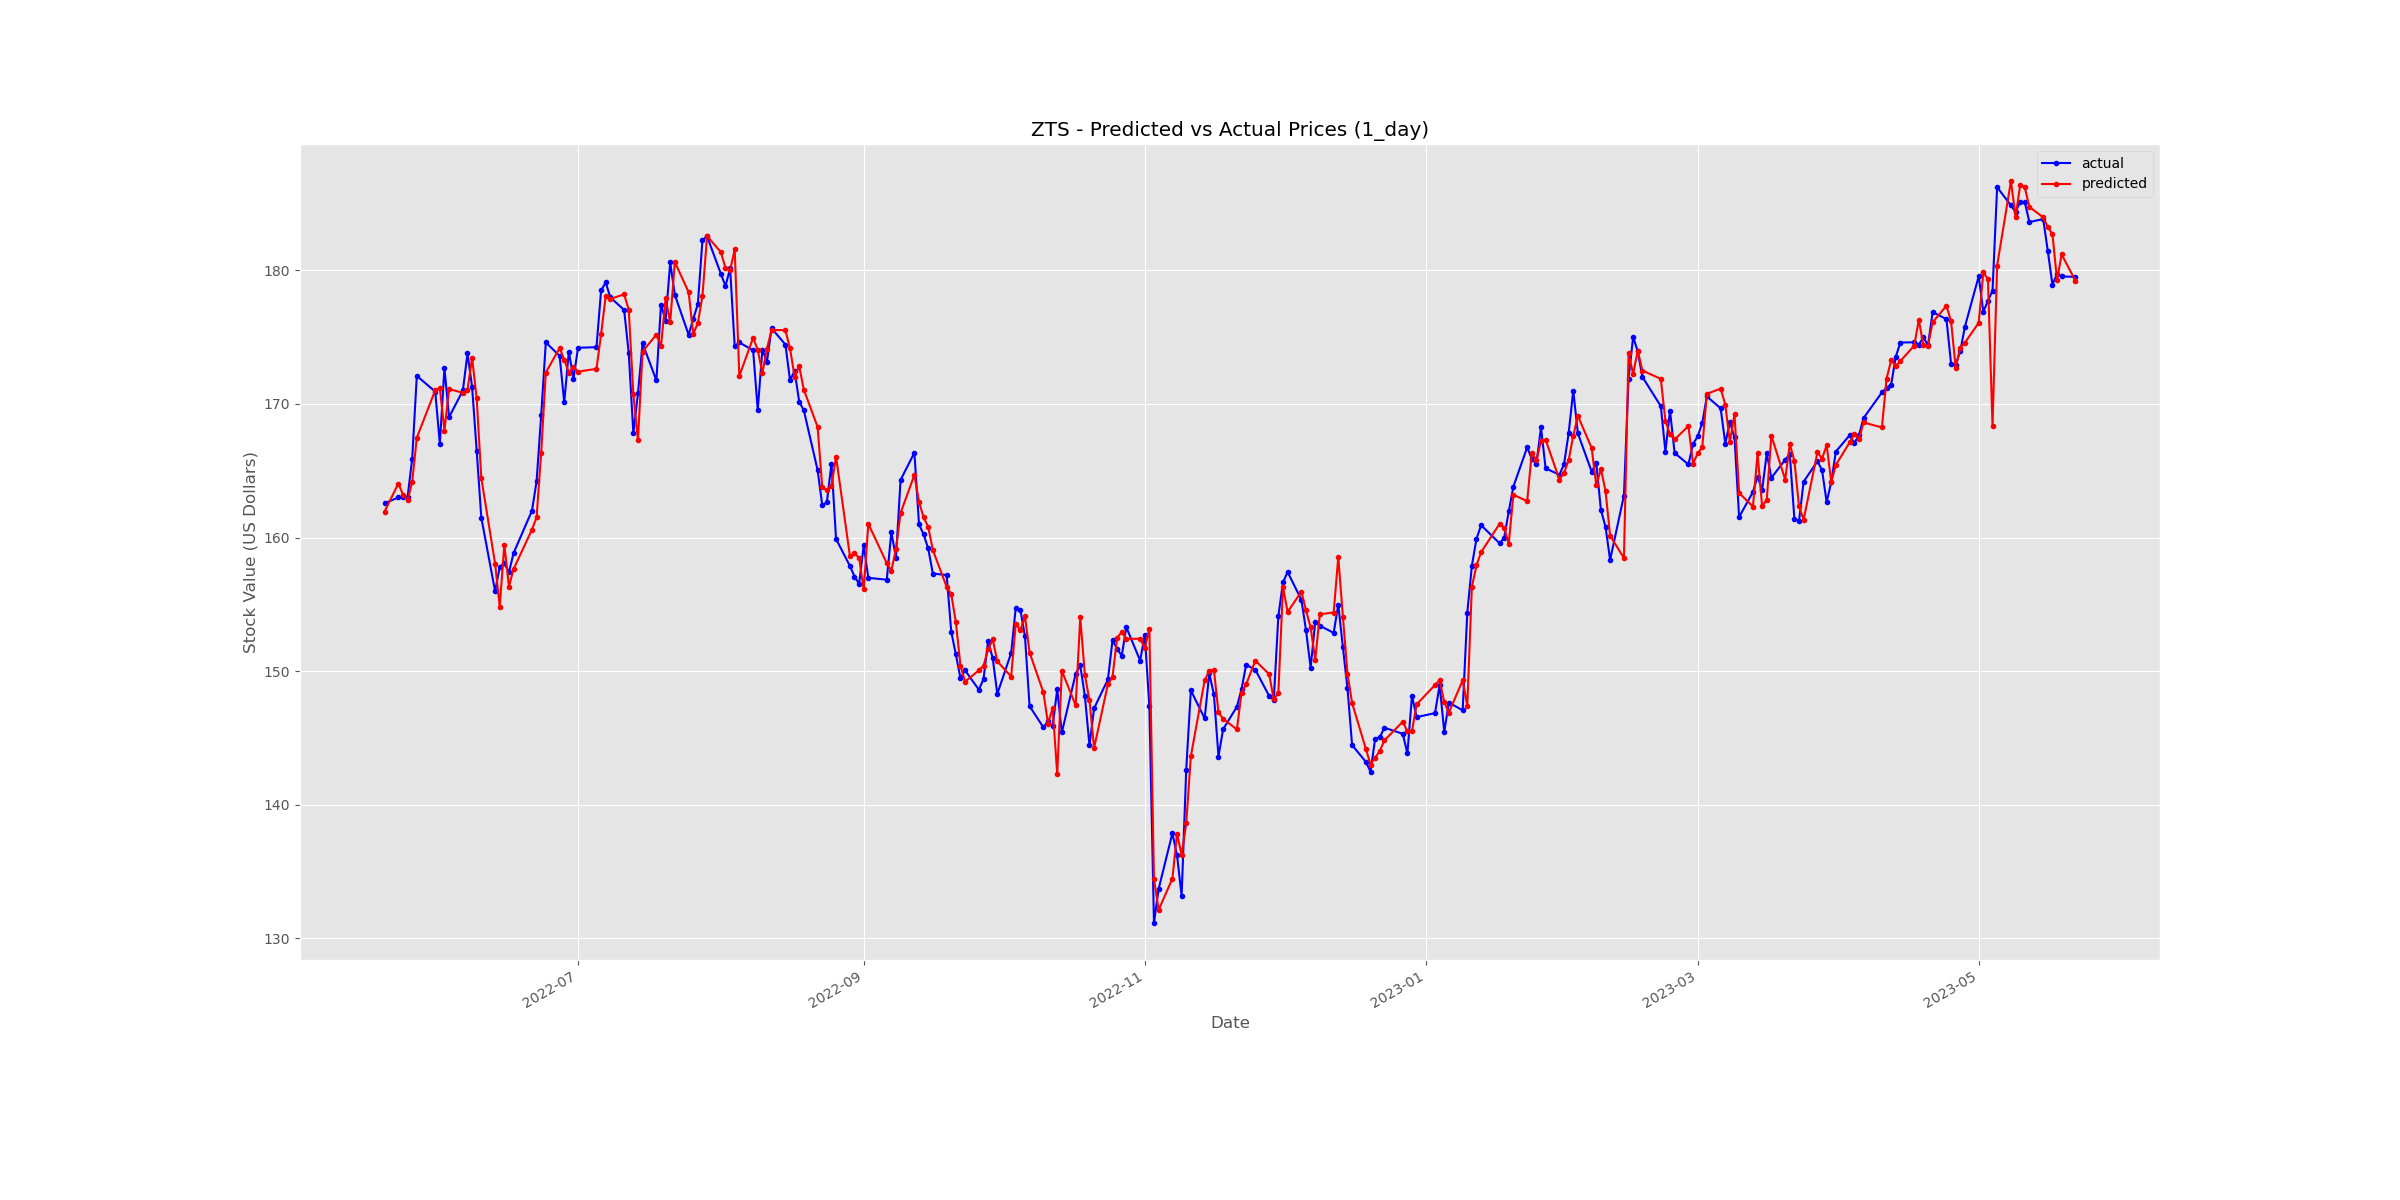 ZTS - Predicted vs Actual Prices (1_day)
actual
predicted
Stock Value (US Dollars)
180
170
160
150
140
130
2022-07
2022-09
2022-11
2023-01
2023-03
2023-05
Date